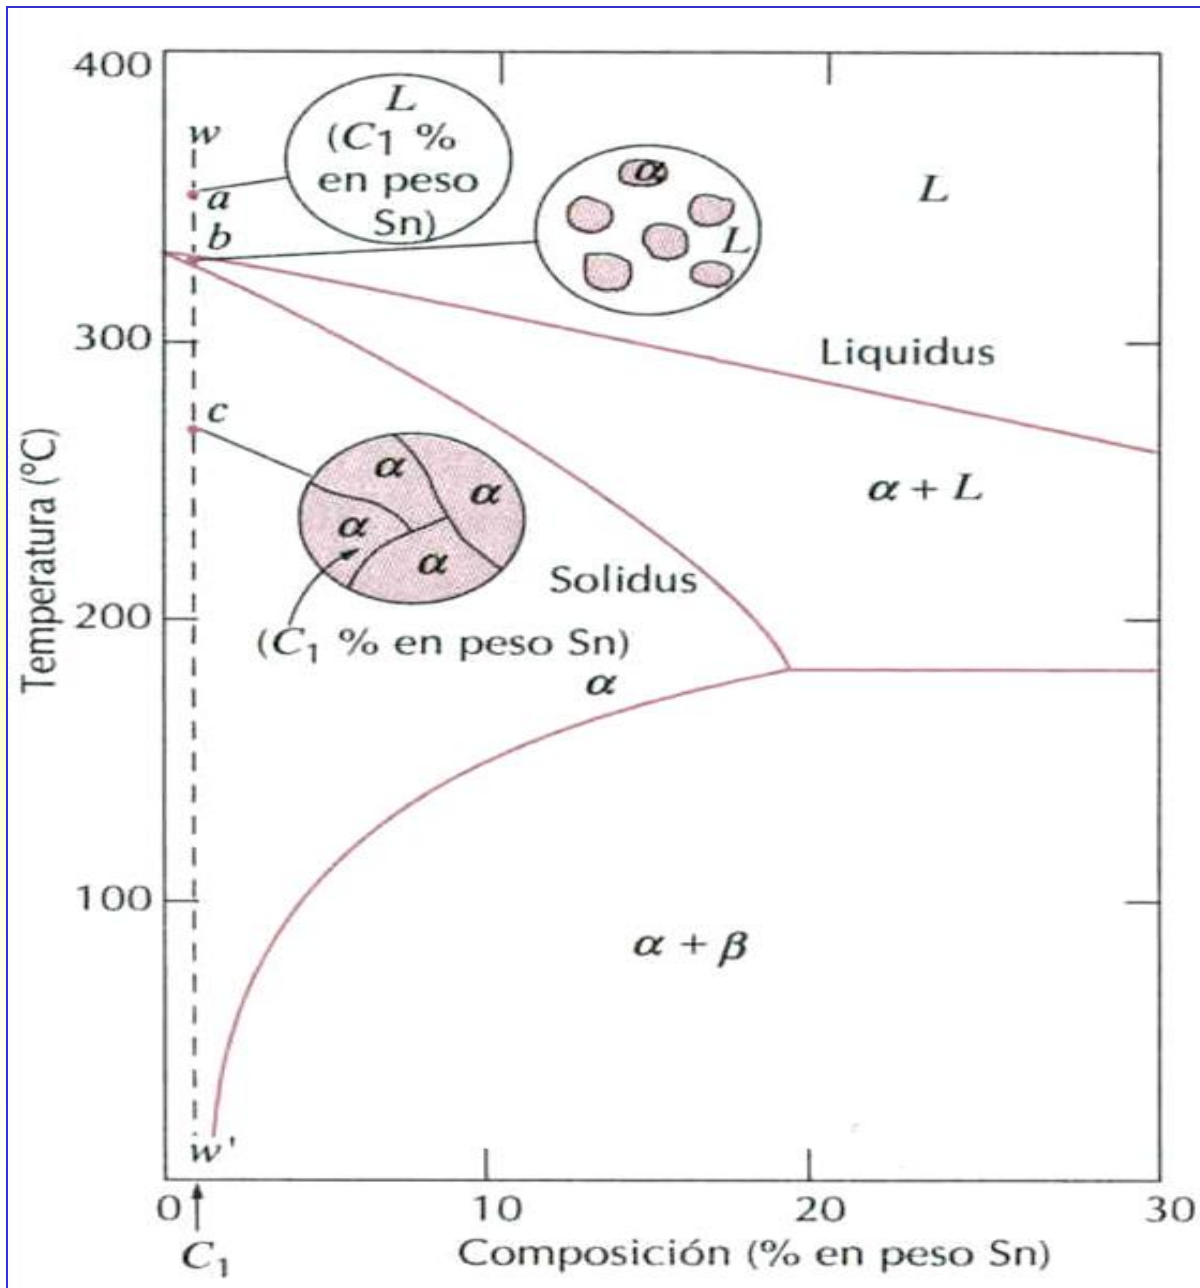 400
w
L
(C1 %
en peso
Sn)
a
b
α
L
L
300
Liquidus
c
α + L
α
α
α
α
Solidus
200
(C1 % en peso Sn)
α
Temperatura (ºC)
100
α + β
w'
0
10
20
30
C1
Composición (% en peso Sn)